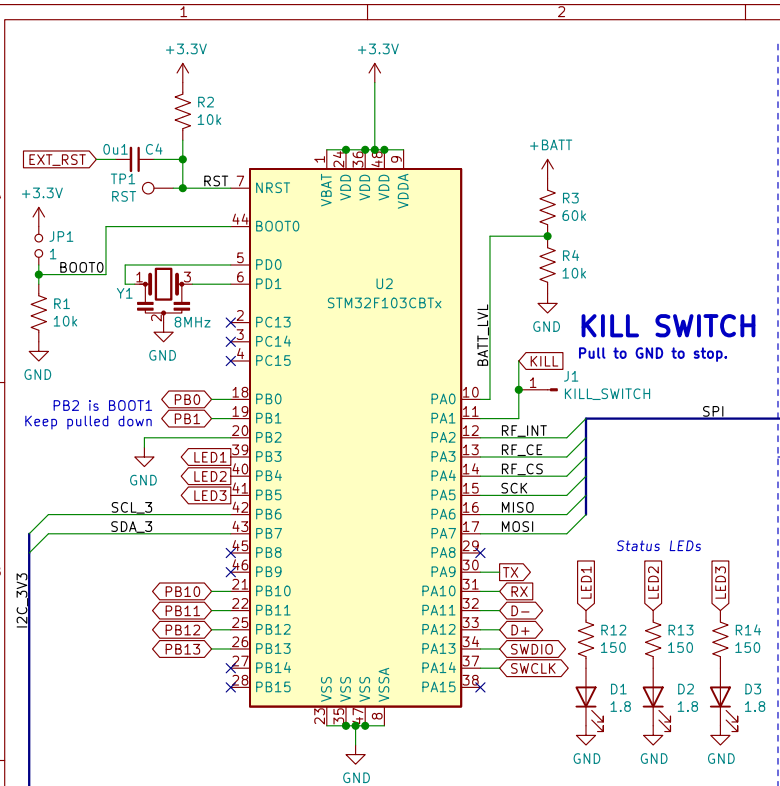 1
2
+3.3V
+3.3V
R2
10k
0u1 C4
EXT_RST
TP1
RST
RST
7
NRST
1
24
36
48
9
VBAT
VDD
VDD
VDD
VDDA
+BATT
R3
60k
R4
10k
GND
+3.3V
JP1
1
BOOT0
R1
10k
GND
44
BOOT0
5
PD0
6
PD1
Y1
1
3
2
8MHz
GND
U2
STM32F103CBTx
2
PC13
3
PC14
4
PC15
BATT_LVL
KILL SWITCH
Pull to GND to stop.
KILL
J1
1
KILL_SWITCH
PB2 is BOOT1
Keep pulled down
PB0
18
PB0
PB1
19
PB1
20
PB2
GND
LED1
39
PB3
LED2
40
PB4
LED3
41
PB5
SCL_3
42
PB6
SDA_3
43
PB7
45
PB8
46
PB9
PB10
21
PB10
PB11
22
PB11
PB12
25
PB12
PB13
26
PB13
27
PB14
28
PB15
I2C_3V3
PA0
10
PA1
11
PA2
12
RF_INT
PA3
13
RF_CE
PA4
14
RF_CS
PA5
15
SCK
PA6
16
MISO
PA7
17
MOSI
SPI
PA8
29
PA9
30
TX
PA10
31
RX
PA11
32
D-
PA12
33
D+
PA13
34
SWDIO
PA14
37
SWCLK
PA15
38
VSS
VSS
VSS
VSSA
23
35
47
8
GND
Status LEDs
LED1
LED2
LED3
R12
150
R13
150
R14
150
D1
1.8
D2
1.8
D3
1.8
GND
GND
GND